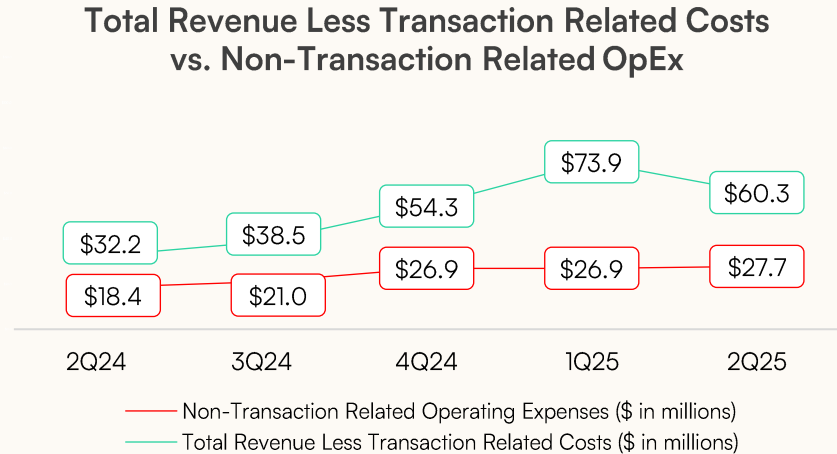 Total Revenue Less Transaction Related Costs
vs. Non-Transaction Related OpEx
$73.9
$60.3
$54.3
$38.5
$32.2
$26.9
$26.9
$27.7
$18.4
$21.0
2Q24
3Q24
4Q24
1Q25
2Q25
Non-Transaction Related Operating Expenses ($ in millions)
Total Revenue Less Transaction Related Costs ($ in millions)